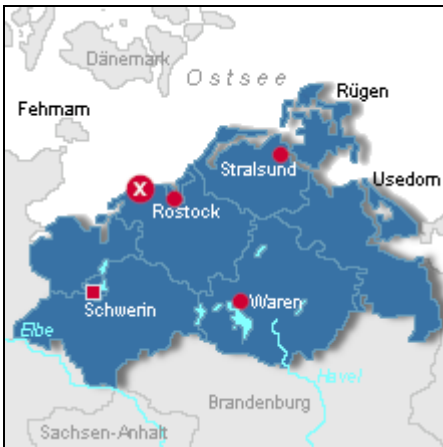 Dänemark
Ostsee
Rügen
Fehmarn
Stralsund
Usedom
X
Rostock
Waren
Schwerin
Elbe
Havel
Brandenburg
Sachsen-Anhalt